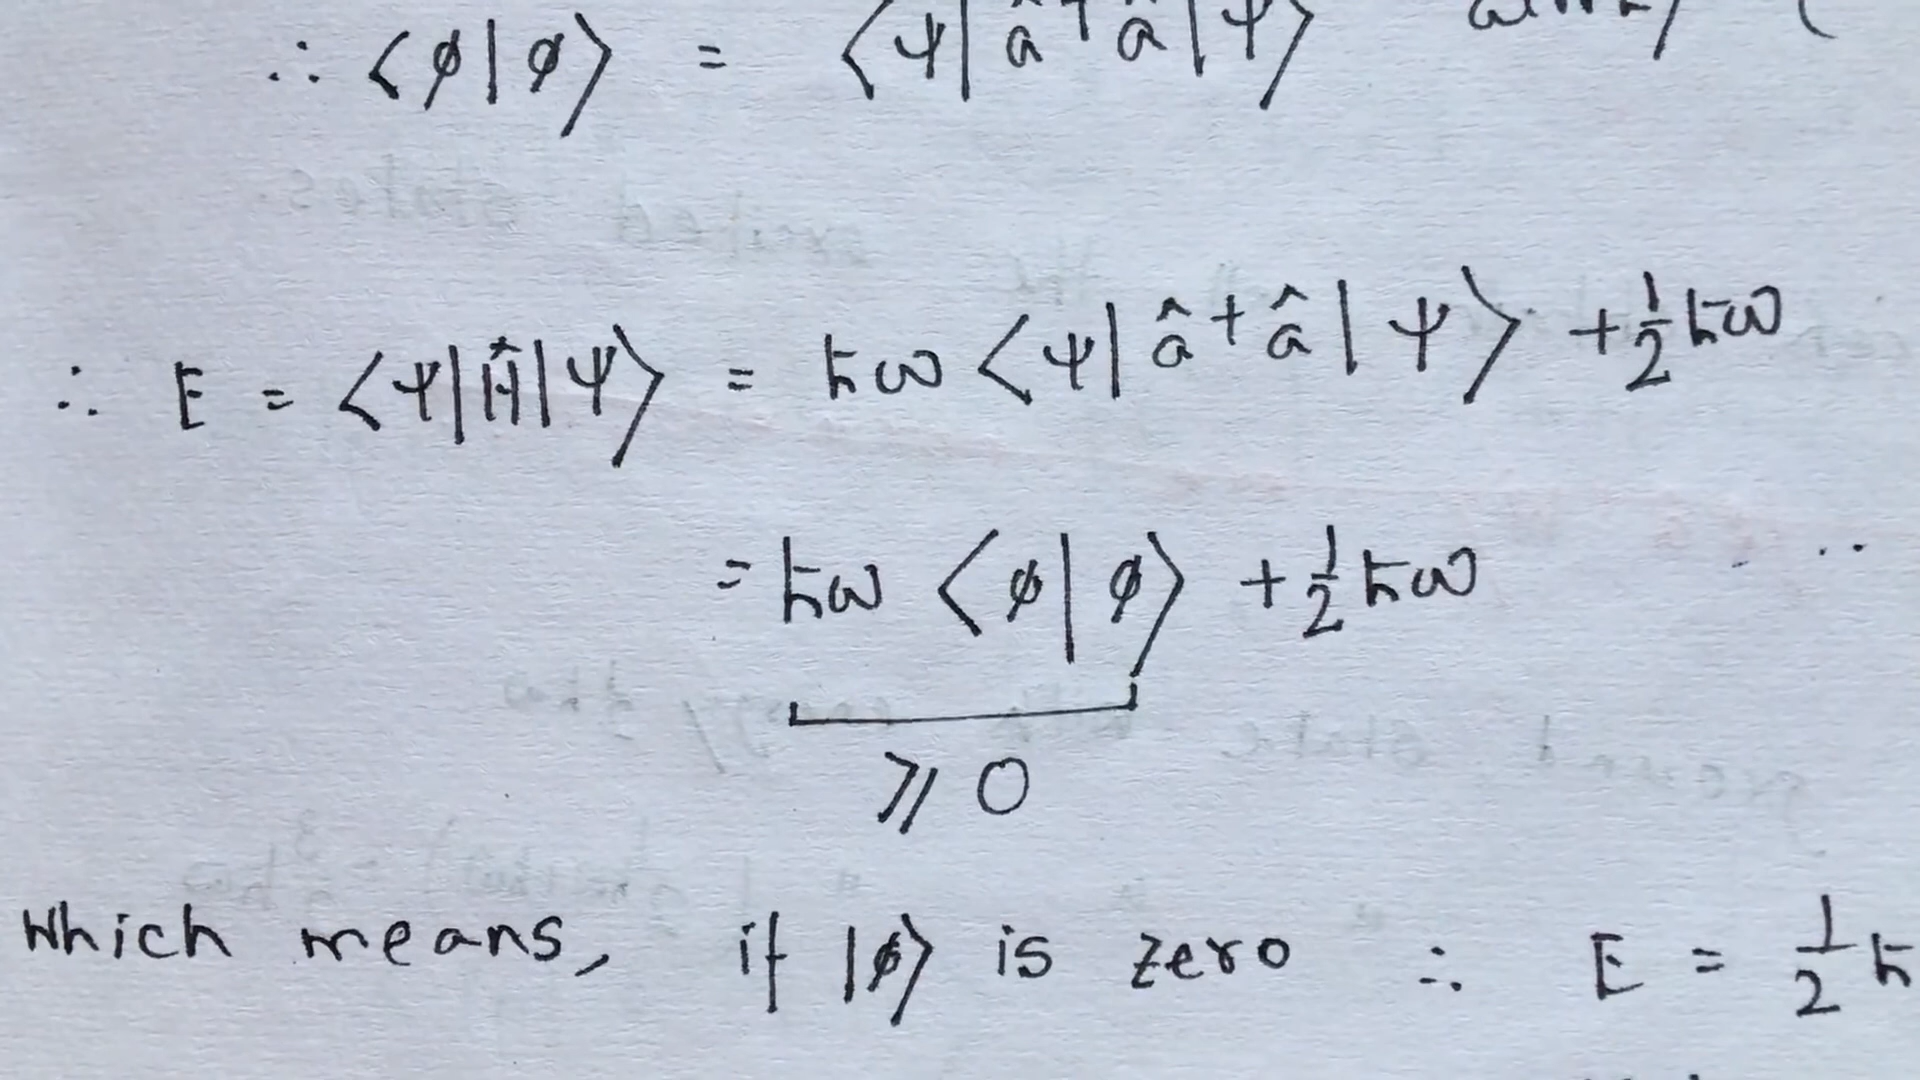 ∴ ⟨φ|φ⟩ = ⟨ψ|â†â|ψ⟩
∴ E = ⟨ψ|Ĥ|ψ⟩ = ħω ⟨ψ|â†â|ψ⟩ + ½ħω
= ħω ⟨φ|φ⟩ + ½ħω
⩾ 0
Which means, if |φ⟩ is zero ∴ E = ½ħ